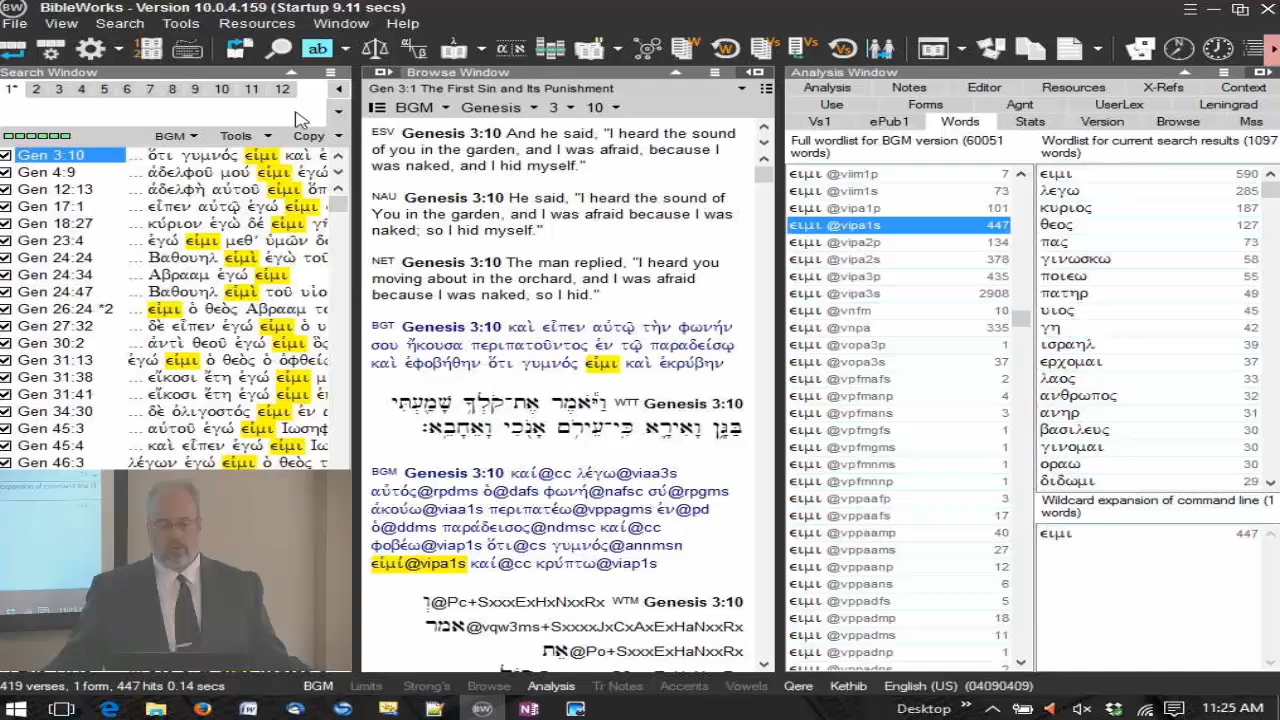 BibleWorks - Version 10.0.4.159 (Startup 9.11 secs)
File View Search Tools Resources Window Help
Search Window
1* 2 3 4 5 6 7 8 9 10 11 12
BGM Tools Copy
Gen 3:10 ... ὅτι γυμνός εἰμι καὶ ἐ
Gen 4:9 ... ἀδελφοῦ μού εἰμι ἐγώ
Gen 12:13 ... ἀδελφὴ αὐτοῦ εἰμι ὅπ
Gen 17:1 ... εἶπεν αὐτῷ ἐγώ εἰμι
Gen 18:27 ... κύριον ἐγὼ δέ εἰμι γῆ
Gen 23:4 ... ἐγώ εἰμι μεθ᾽ ὑμῶν δ
Gen 24:24 ... Βαθουηλ εἰμὶ ἐγὼ τοῦ
Gen 24:34 ... Αβρααμ ἐγώ εἰμι
Gen 24:47 ... Βαθουηλ εἰμὶ τοῦ υἱο
Gen 26:24 *2 ... εἰμι ὁ θεὸς Αβρααμ τ
Gen 27:32 ... δὲ εἶπεν ἐγώ εἰμι ὁ υ
Gen 30:2 ... ἀντὶ θεοῦ ἐγώ εἰμι ὃς
Gen 31:13 ἐγώ εἰμι ὁ θεὸς ὁ ὀφθείς
Gen 31:38 ... εἴκοσι ἔτη ἐγώ εἰμι μ
Gen 31:41 ... εἴκοσι ἔτη ἐγώ εἰμι
Gen 34:30 ... δὲ ὀλιγοστός εἰμι ἐν
Gen 45:3 ... αὐτοῦ ἐγώ εἰμι Ιωσηφ
Gen 45:4 ... καὶ εἶπεν ἐγώ εἰμι Ιω
Gen 46:3 λέγων ἐγώ εἰμι ὁ θεὸς τ
Browse Window
Gen 3:1 The First Sin and Its Punishment
BGM Genesis 3 10
ESV Genesis 3:10 And he said, "I heard the sound
of you in the garden, and I was afraid, because I
was naked, and I hid myself."
NAU Genesis 3:10 He said, "I heard the sound of
You in the garden, and I was afraid because I was
naked; so I hid myself."
NET Genesis 3:10 The man replied, "I heard you
moving about in the orchard, and I was afraid
because I was naked, so I hid."
BGT Genesis 3:10 καὶ εἶπεν αὐτῷ τὴν φωνήν
σου ἤκουσα περιπατοῦντος ἐν τῷ παραδείσῳ
καὶ ἐφοβήθην ὅτι γυμνός εἰμι καὶ ἐκρύβην
WTT Genesis 3:10 וַיֹּ֕אמֶר אֶת־קֹלְךָ֥ שָׁמַ֖עְתִּי
בַּגָּ֑ן וָאִירָ֛א כִּֽי־עֵירֹ֥ם אָנֹ֖כִי וָאֵחָבֵֽא׃
BGM Genesis 3:10 καί@cc λέγω@viaa3s
αὐτός@rpdms ὁ@dafs φωνή@nafsc σύ@rpgms
ἀκούω@viaa1s περιπατέω@vppagms ἐν@pd
ὁ@ddms παράδεισος@ndmsc καί@cc
φοβέω@viap1s ὅτι@cs γυμνός@annmsn
εἰμί@vipa1s καί@cc κρύπτω@viap1s
WTM Genesis 3:10 וְ@Pc+SxxxExHxNxxRx
אמר@vqw3ms+SxxxxJxCxAxExHaNxxRx
אֵת@Po+SxxxExHaNxxRx
Analysis Window
Analysis Notes Editor Resources X-Refs Context
Use Forms Agnt UserLex Leningrad
Vs1 ePub1 Words Stats Version Browse Mss
Full wordlist for BGM version (60051
words)
ειμι @viim1p 7
ειμι @viim1s 73
ειμι @vipa1p 101
ειμι @vipa1s 447
ειμι @vipa2p 134
ειμι @vipa2s 378
ειμι @vipa3p 435
ειμι @vipa3s 2908
ειμι @vnfm 10
ειμι @vnpa 335
ειμι @vopa3p 1
ειμι @vopa3s 37
ειμι @vpfmafs 2
ειμι @vpfmanp 4
ειμι @vpfmans 3
ειμι @vpfmgfs 1
ειμι @vpfmgms 1
ειμι @vpfmnms 1
ειμι @vpfmnnp 1
ειμι @vppaafp 3
ειμι @vppaafs 17
ειμι @vppaamp 40
ειμι @vppaams 27
ειμι @vppaanp 12
ειμι @vppaans 6
ειμι @vppadfs 5
ειμι @vppadmp 18
ειμι @vppadms 11
ειμι @vppadnp 1
Wordlist for current search results (1097
words)
ειμι 590
λεγω 285
κυριος 187
θεος 127
πας 73
γινωσκω 58
ποιεω 55
πατηρ 49
υιος 45
γη 42
ισραηλ 39
ερχομαι 37
λαος 33
ανθρωπος 32
ανηρ 31
βασιλευς 30
γινομαι 30
οραω 30
διδωμι 29
Wildcard expansion of command line (1
words)
ειμι 447
419 verses, 1 form, 447 hits 0.14 secs BGM Limits Strong's Browse Analysis Tr Notes Accents Vowels Qere Kethib English (US) (04090409)
Desktop 11:25 AM